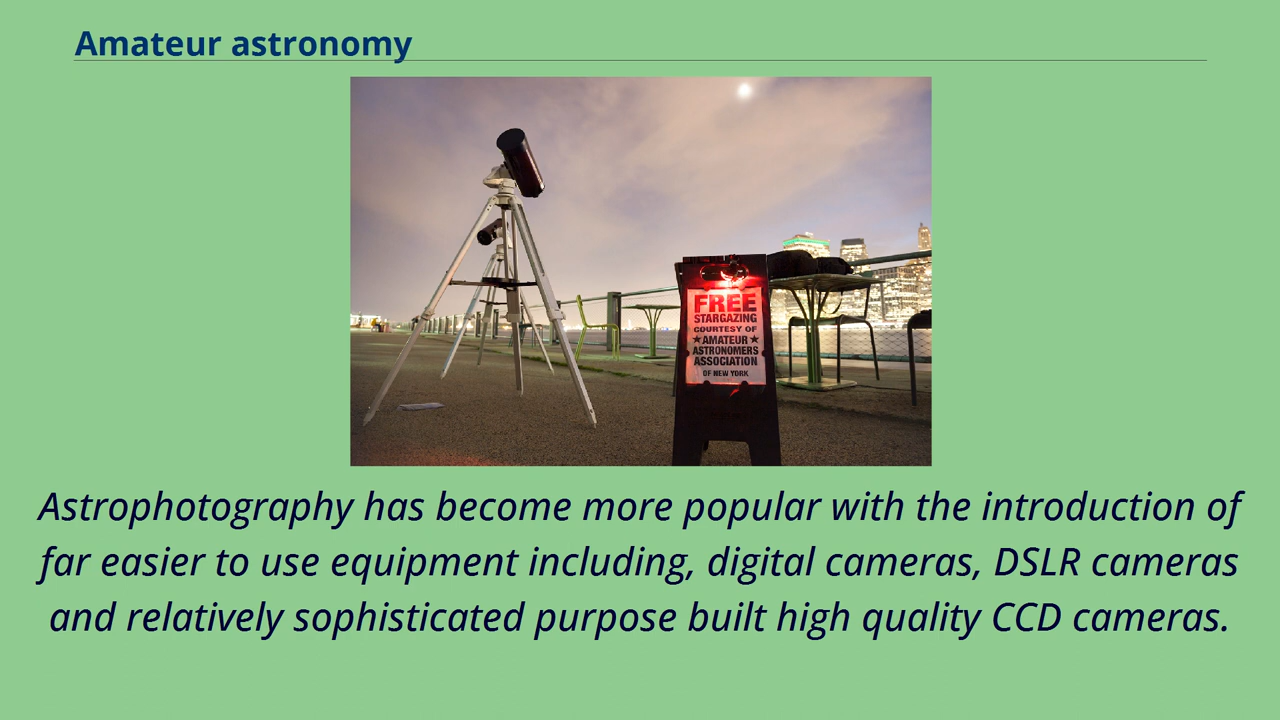 Amateur astronomy
FREE
STARGAZING
COURTESY OF
★AMATEUR★
ASTRONOMERS
ASSOCIATION
OF NEW YORK
Astrophotography has become more popular with the introduction of
far easier to use equipment including, digital cameras, DSLR cameras
and relatively sophisticated purpose built high quality CCD cameras.